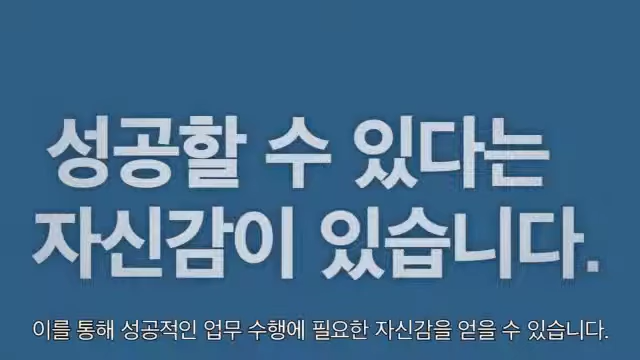 성공할 수 있다는
자신감이 있습니다.
이를 통해 성공적인 업무 수행에 필요한 자신감을 얻을 수 있습니다.